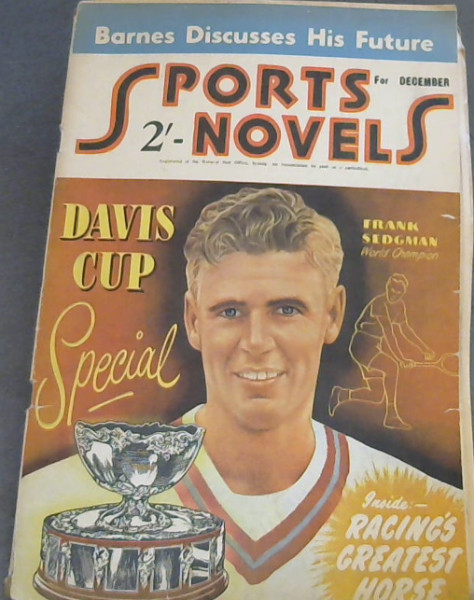 Barnes Discusses His Future
SPORTS
For DECEMBER
2'- NOVELS
DAVIS
CUP
Special
FRANK
SEDGMAN
World Champion
Inside:—
RACING'S
GREATEST
HORSE